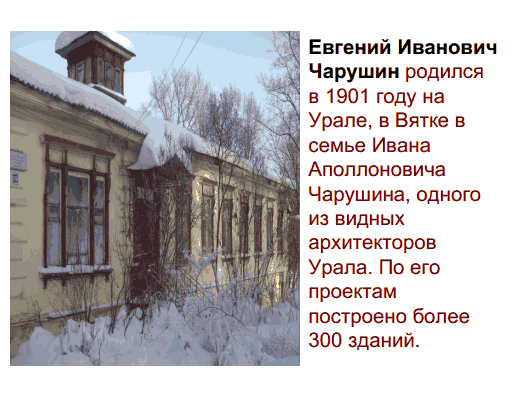 Евгений Иванович
Чарушин родился
в 1901 году на
Урале, в Вятке в
семье Ивана
Аполлоновича
Чарушина, одного
из видных
архитекторов
Урала. По его
проектам
построено более
300 зданий.